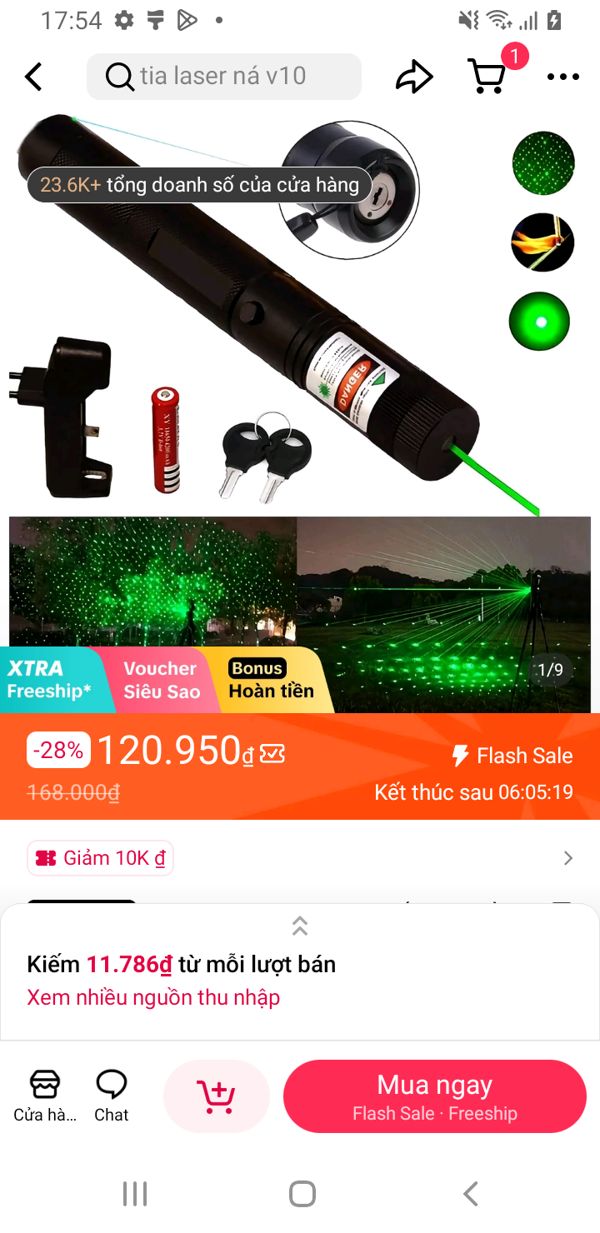 17:54
tia laser ná v10
1
23.6K+ tổng doanh số của cửa hàng
DANGER
XTRA
Freeship*
Voucher
Siêu Sao
Bonus
Hoàn tiền
1/9
-28% 120.950₫
Flash Sale
168.000₫
Kết thúc sau 06:05:19
Giảm 10K ₫
Kiếm 11.786₫ từ mỗi lượt bán
Xem nhiều nguồn thu nhập
Cửa hà...
Chat
Mua ngay
Flash Sale · Freeship